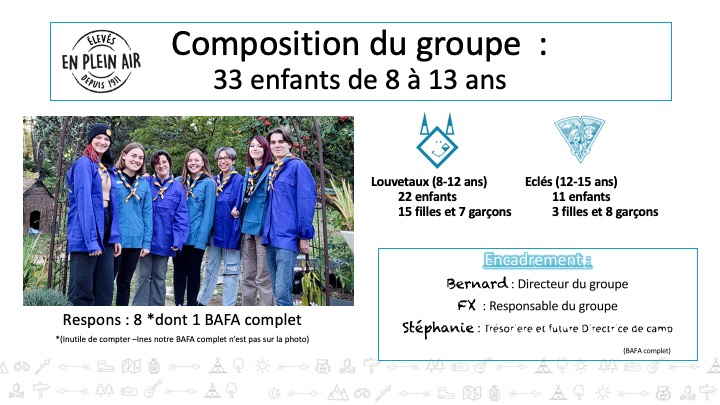 ÉLEVÉS
EN PLEIN AIR
DEPUIS 1911
Composition du groupe :
33 enfants de 8 à 13 ans
Louvetaux (8-12 ans)
22 enfants
15 filles et 7 garçons
Eclés (12-15 ans)
11 enfants
3 filles et 8 garçons
Encadrement :
Bernard : Directeur du groupe
FX : Responsable du groupe
Stéphanie : Trésoriere et future Directrice de camp
(BAFA complet)
Respons : 8 *dont 1 BAFA complet
*(Inutile de compter –Ines notre BAFA complet n'est pas sur la photo)